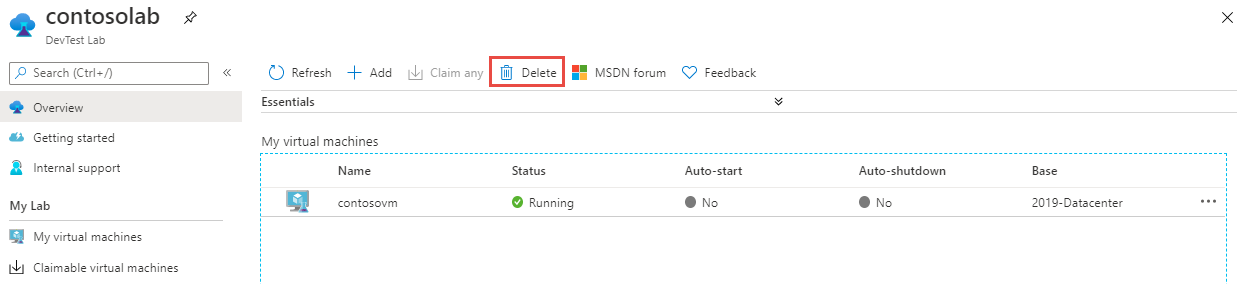 contosolab
DevTest Lab
Search (Ctrl+/)
Overview
Getting started
Internal support
My Lab
My virtual machines
Claimable virtual machines
Refresh Add Claim any Delete MSDN forum Feedback
Essentials
My virtual machines
Name Status Auto-start Auto-shutdown Base
contosovm Running No No 2019-Datacenter